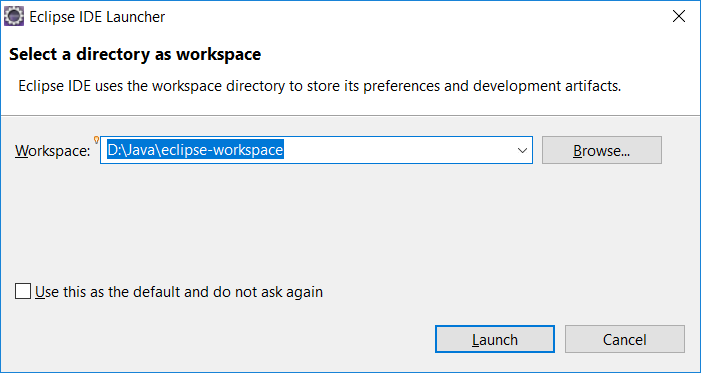 Eclipse IDE Launcher
Select a directory as workspace
Eclipse IDE uses the workspace directory to store its preferences and development artifacts.
Workspace: D:\Java\eclipse-workspace Browse...
Use this as the default and do not ask again
Launch Cancel